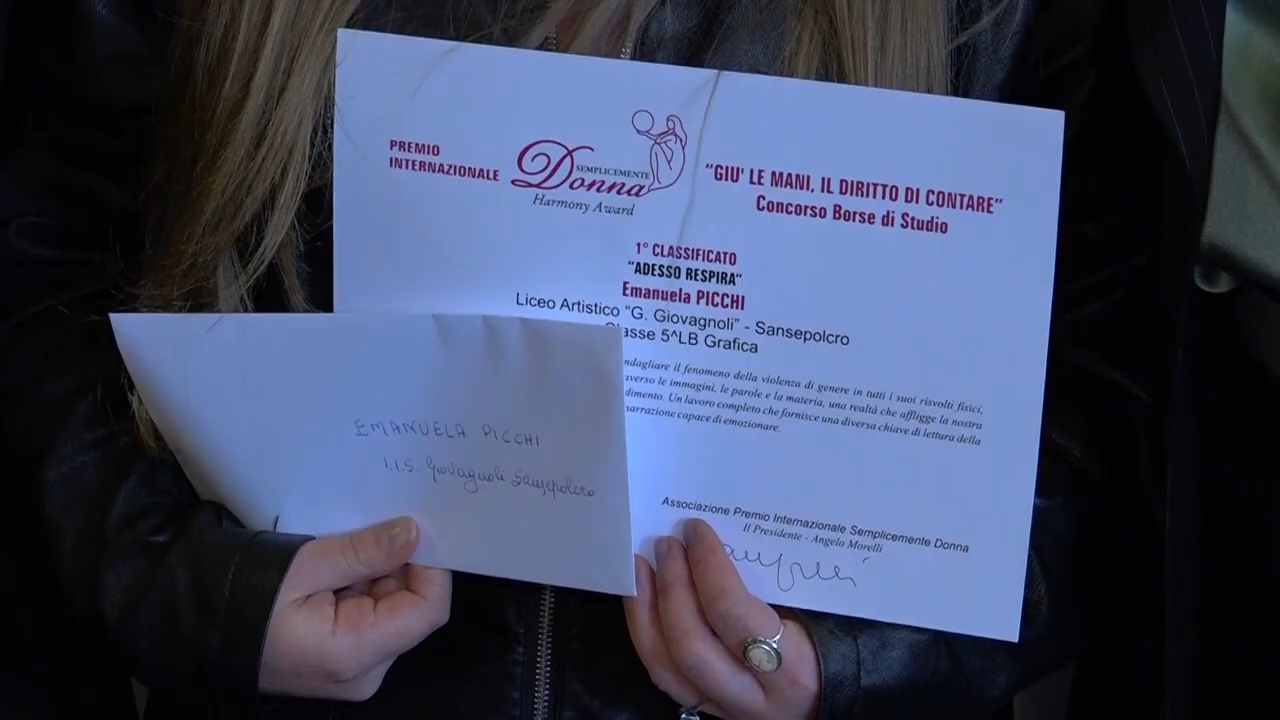 PREMIO
INTERNAZIONALE
SEMPLICEMENTE
Donna
Harmony Award
"GIU' LE MANI, IL DIRITTO DI CONTARE"
Concorso Borse di Studio
1° CLASSIFICATO
"ADESSO RESPIRA"
Emanuela PICCHI
Liceo Artistico "G. Giovagnoli" - Sansepolcro
asse 5^LB Grafica
ndagliare il fenomeno della violenza di genere in tutti i suoi risvolti fisici,
averso le immagini, le parole e la materia, una realtà che affligge la nostra
dimento. Un lavoro completo che fornisce una diversa chiave di lettura della
narrazione capace di emozionare.
EMANUELA PICCHI
I.I.S. Giovagnoli Sansepolcro
Associazione Premio Internazionale Semplicemente Donna
Il Presidente - Angelo Morelli